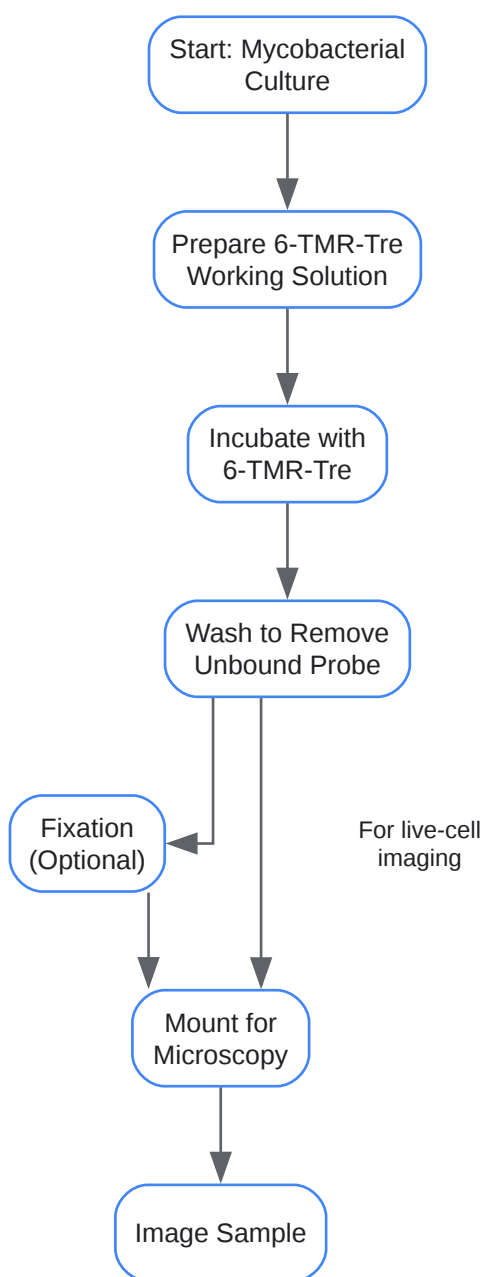 Start: Mycobacterial
Culture
Prepare 6-TMR-Tre
Working Solution
Incubate with
6-TMR-Tre
Wash to Remove
Unbound Probe
Fixation
(Optional)
For live-cell
imaging
Mount for
Microscopy
Image Sample